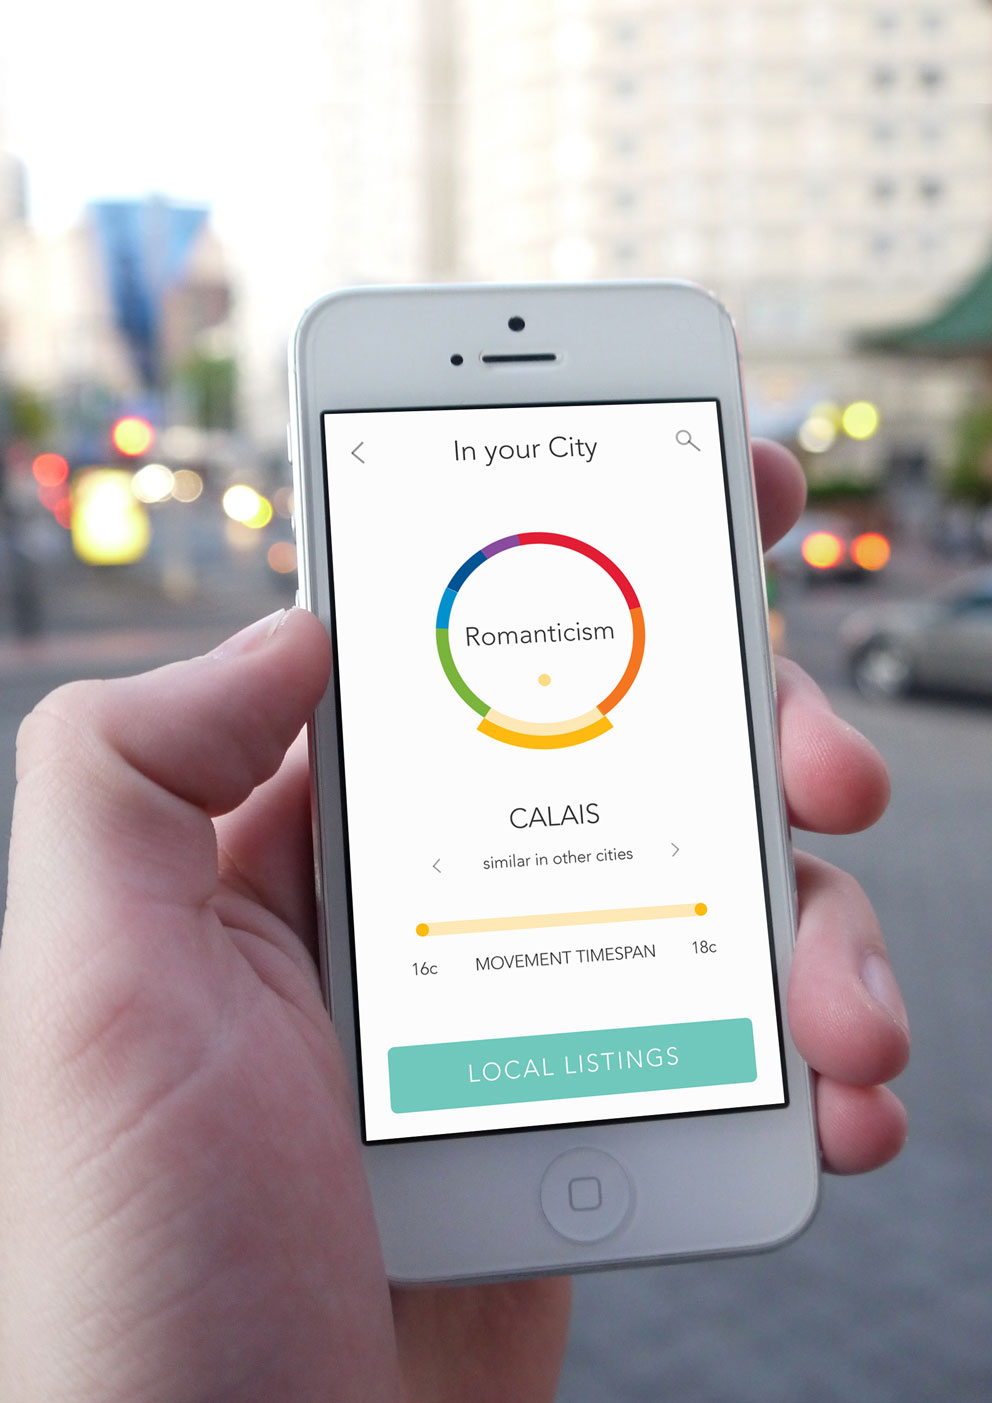 In your City
Romanticism
CALAIS
similar in other cities
16c MOVEMENT TIMESPAN 18c
LOCAL LISTINGS